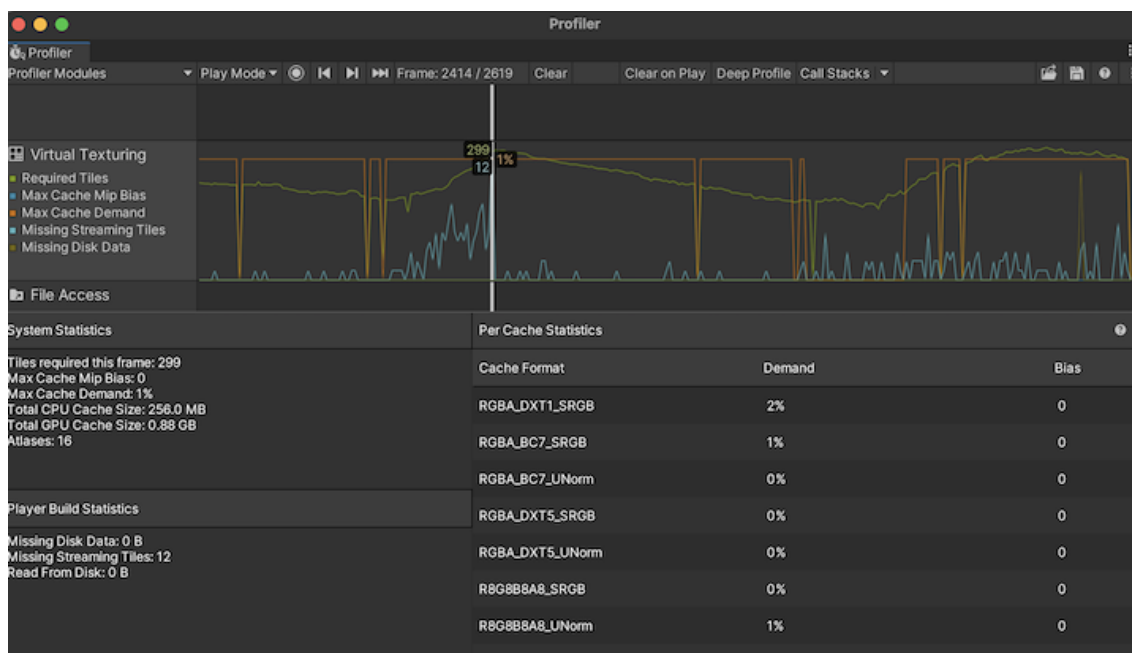 Profiler
Profiler
Profiler Modules Play Mode Frame: 2414 / 2619 Clear Clear on Play Deep Profile Call Stacks
Virtual Texturing
Required Tiles
Max Cache Mip Bias
Max Cache Demand
Missing Streaming Tiles
Missing Disk Data
299
1%
12
File Access
System Statistics
Tiles required this frame: 299
Max Cache Mip Bias: 0
Max Cache Demand: 1%
Total CPU Cache Size: 256.0 MB
Total GPU Cache Size: 0.88 GB
Atlases: 16
Player Build Statistics
Missing Disk Data: 0 B
Missing Streaming Tiles: 12
Read From Disk: 0 B
Per Cache Statistics
Cache Format Demand Bias
RGBA_DXT1_SRGB 2% 0
RGBA_BC7_SRGB 1% 0
RGBA_BC7_UNorm 0% 0
RGBA_DXT5_SRGB 0% 0
RGBA_DXT5_UNorm 0% 0
R8G8B8A8_SRGB 0% 0
R8G8B8A8_UNorm 1% 0